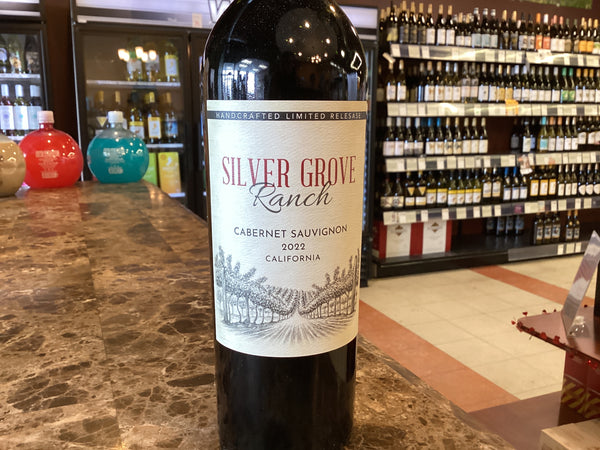 HANDCRAFTED LIMITED RELEASE
SILVER GROVE
Ranch
CABERNET SAUVIGNON
2022
CALIFORNIA